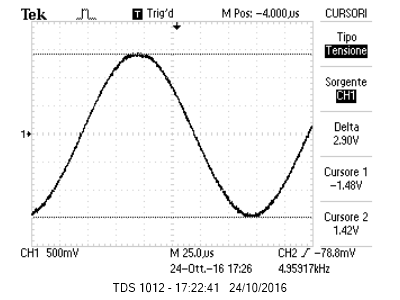 Tek T Trig'd M Pos: -4.000µs CURSORI
Tipo
Tensione
Sorgente
CH1
Delta
2.90V
Cursore 1
-1.48V
Cursore 2
1.42V
1
CH1 500mV M 25.0µs CH2 -78.8mV
24-Ott.-16 17:26 4.95917kHz
TDS 1012 - 17:22:41 24/10/2016